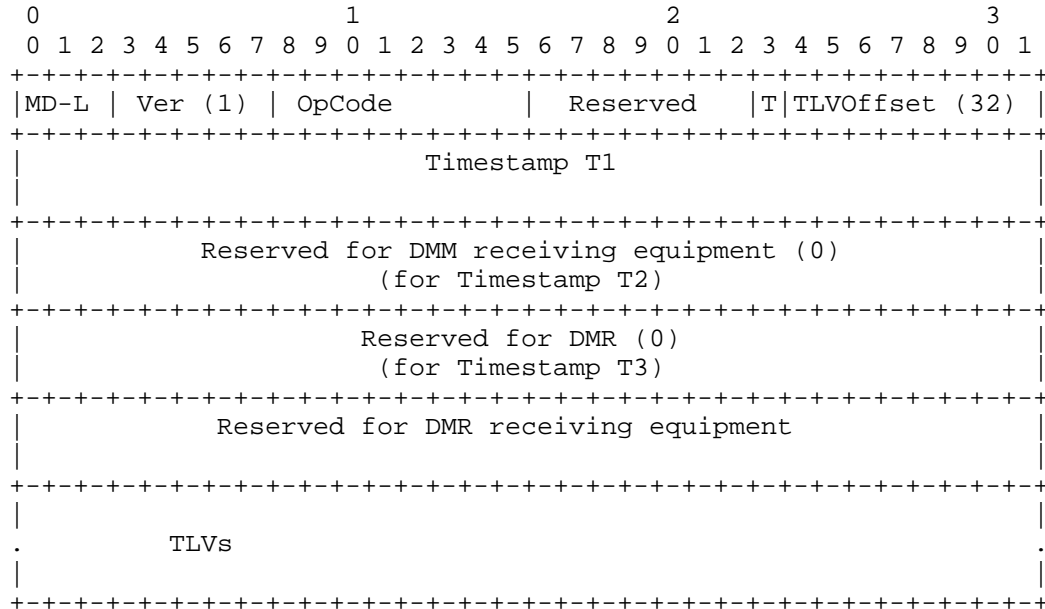 0                   1                   2                   3
 0 1 2 3 4 5 6 7 8 9 0 1 2 3 4 5 6 7 8 9 0 1 2 3 4 5 6 7 8 9 0 1
+-+-+-+-+-+-+-+-+-+-+-+-+-+-+-+-+-+-+-+-+-+-+-+-+-+-+-+-+-+-+-+-+
|MD-L | Ver (1) | OpCode        |  Reserved   |T|TLVOffset (32) |
+-+-+-+-+-+-+-+-+-+-+-+-+-+-+-+-+-+-+-+-+-+-+-+-+-+-+-+-+-+-+-+-+
|                         Timestamp T1                          |
|                                                               |
+-+-+-+-+-+-+-+-+-+-+-+-+-+-+-+-+-+-+-+-+-+-+-+-+-+-+-+-+-+-+-+-+
|           Reserved for DMM receiving equipment (0)            |
|                      (for Timestamp T2)                       |
+-+-+-+-+-+-+-+-+-+-+-+-+-+-+-+-+-+-+-+-+-+-+-+-+-+-+-+-+-+-+-+-+
|                     Reserved for DMR (0)                      |
|                      (for Timestamp T3)                       |
+-+-+-+-+-+-+-+-+-+-+-+-+-+-+-+-+-+-+-+-+-+-+-+-+-+-+-+-+-+-+-+-+
|            Reserved for DMR receiving equipment               |
|                                                               |
+-+-+-+-+-+-+-+-+-+-+-+-+-+-+-+-+-+-+-+-+-+-+-+-+-+-+-+-+-+-+-+-+
|                                                               |
.         TLVs                                                  .
|                                                               |
+-+-+-+-+-+-+-+-+-+-+-+-+-+-+-+-+-+-+-+-+-+-+-+-+-+-+-+-+-+-+-+-+